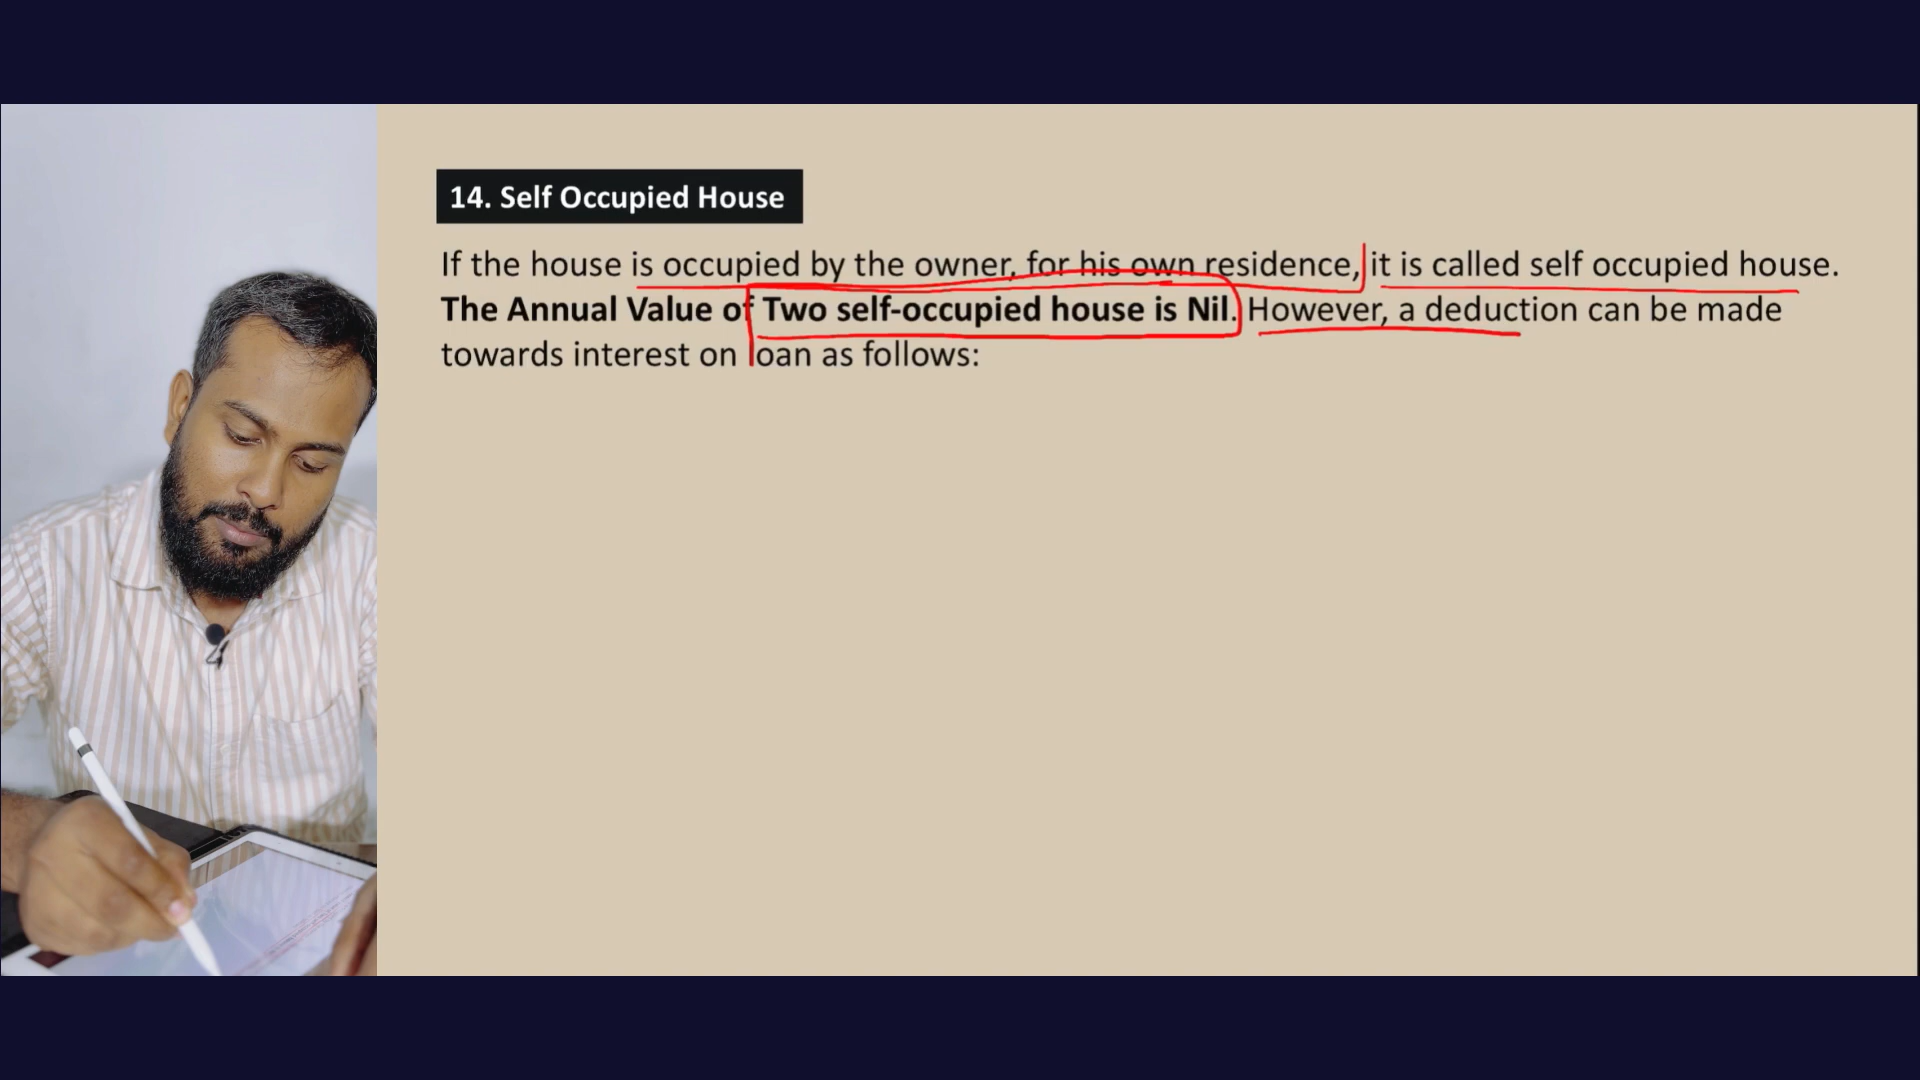 14. Self Occupied House
If the house is occupied by the owner, for his own residence, it is called self occupied house.
The Annual Value of Two self-occupied house is Nil. However, a deduction can be made
towards interest on loan as follows: